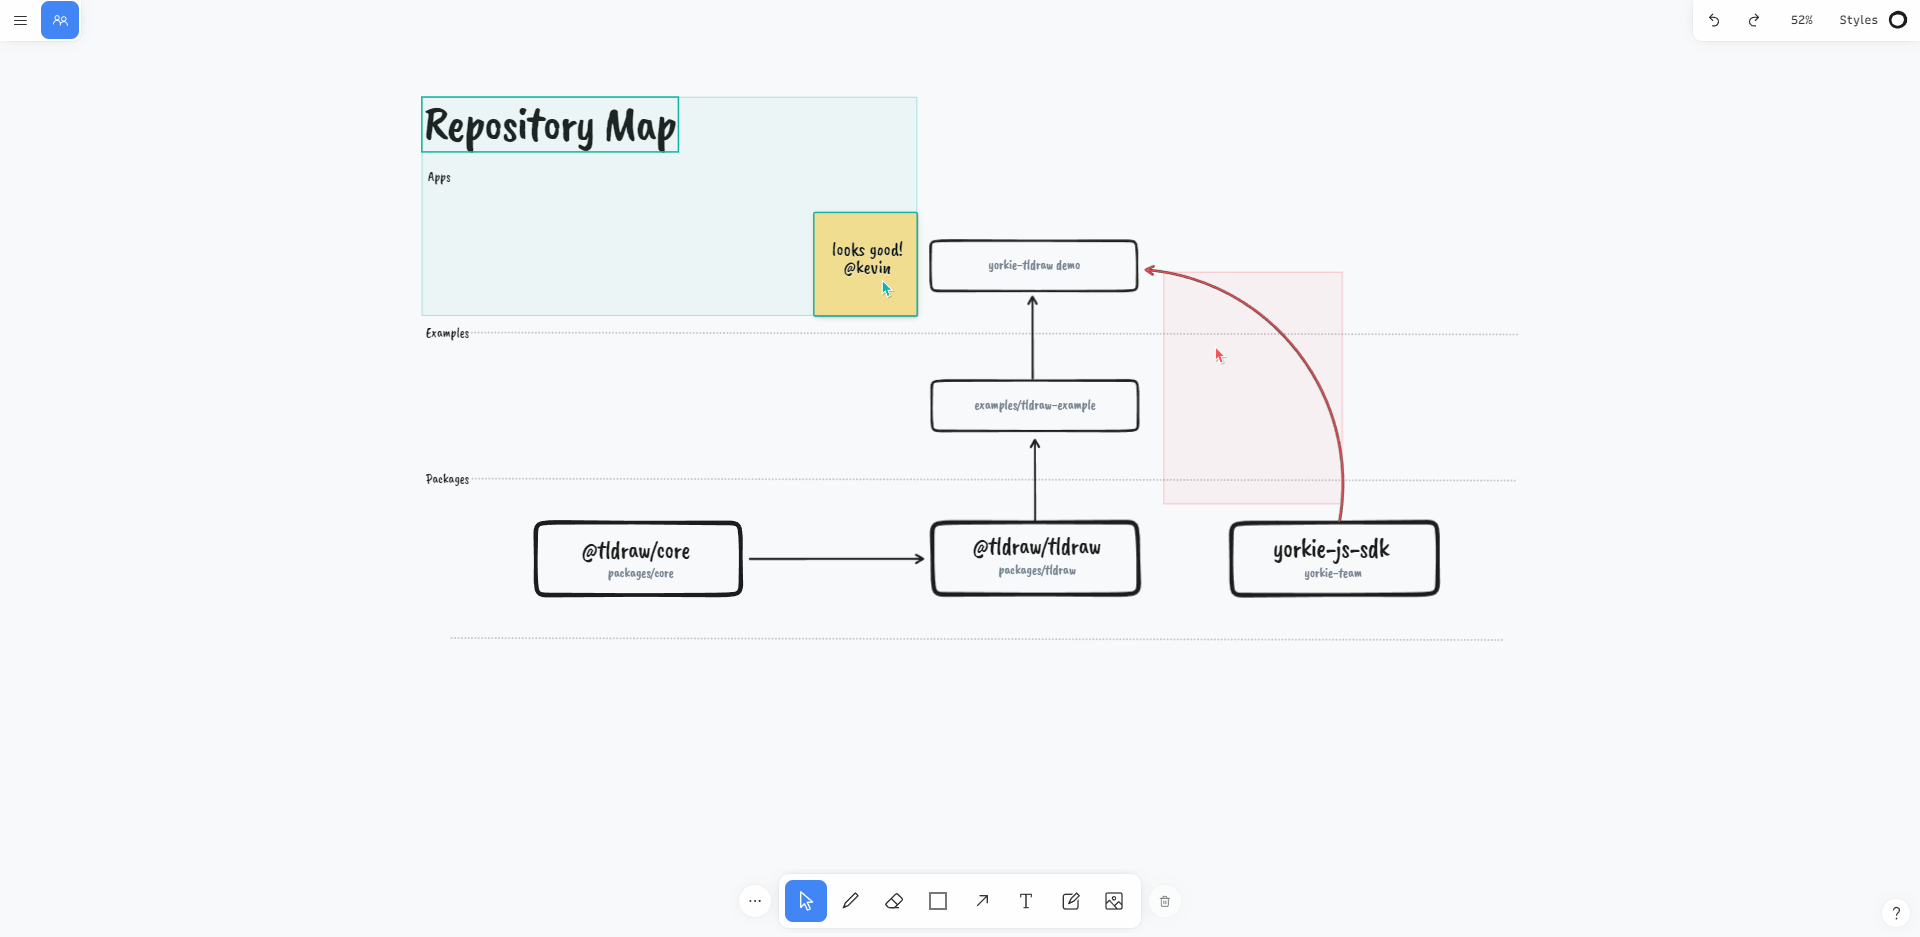 52%
Styles
Repository Map
Apps
looks good!
@kevin
yorkie-tldraw demo
Examples
examples/tldraw-example
Packages
@tldraw/core
packages/core
@tldraw/tldraw
packages/tldraw
yorkie-js-sdk
yorkie-team
?